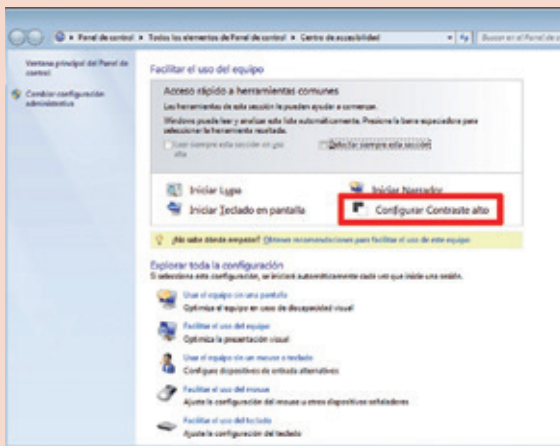 Panel de control ▸ Todos los elementos de Panel de control ▸ Centro de accesibilidad
Buscar en el Panel de c
Ventana principal del Panel de
control
Cambiar configuración
administrativa
Facilitar el uso del equipo
Acceso rápido a herramientas comunes
Las herramientas de esta sección le pueden ayudar a comenzar.
Windows puede leer y analizar esta lista automáticamente. Presione la barra espaciadora para
seleccionar la herramienta resaltada.
Leer siempre esta sección en voz
alta
Detectar siempre esta sección
Iniciar Lupa
Iniciar Narrador
Iniciar Teclado en pantalla
Configurar Contraste alto
¿No sabe dónde empezar? Obtener recomendaciones para facilitar el uso de este equipo
Explorar toda la configuración
Si selecciona esta configuración, se iniciará automáticamente cada vez que inicie una sesión.
Usar el equipo sin una pantalla
Optimiza el equipo en casos de discapacidad visual
Facilitar el uso del equipo
Optimiza la presentación visual
Usar el equipo sin un mouse o teclado
Configure dispositivos de entrada alternativos
Facilitar el uso del mouse
Ajuste la configuración del mouse u otros dispositivos señaladores
Facilitar el uso del teclado
Ajuste la configuración del teclado